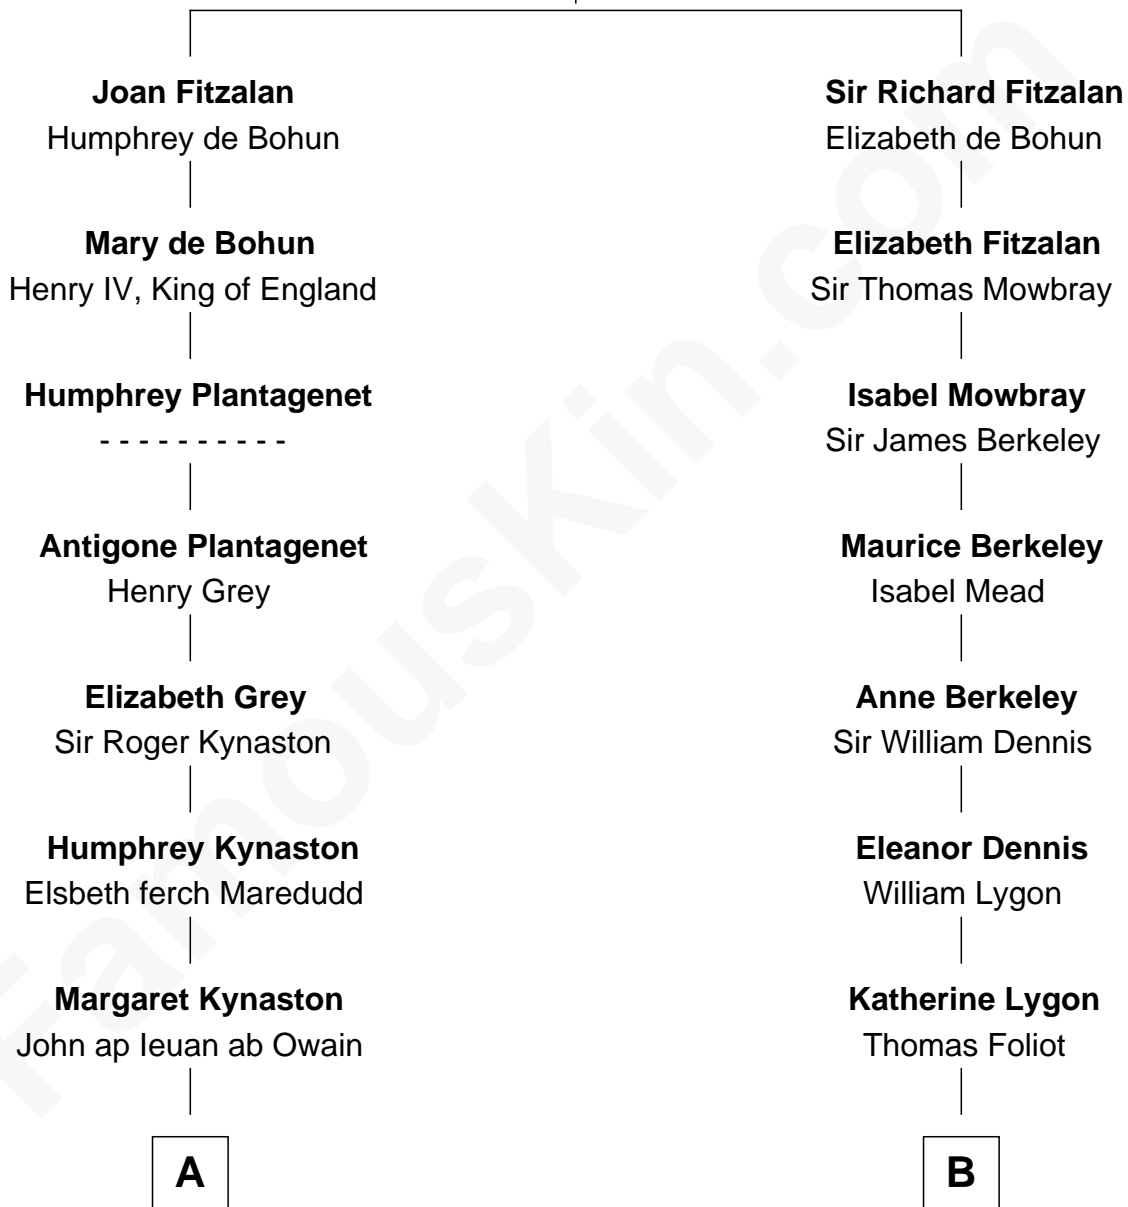 Joan Fitzalan
Humphrey de Bohun
Mary de Bohun
Henry IV, King of England
Humphrey Plantagenet
- - - - - - - - - -
Antigone Plantagenet
Henry Grey
Elizabeth Grey
Sir Roger Kynaston
Humphrey Kynaston
Elsbeth ferch Maredudd
Margaret Kynaston
John ap Ieuan ab Owain
A
Sir Richard Fitzalan
Elizabeth de Bohun
Elizabeth Fitzalan
Sir Thomas Mowbray
Isabel Mowbray
Sir James Berkeley
Maurice Berkeley
Isabel Mead
Anne Berkeley
Sir William Dennis
Eleanor Dennis
William Lygon
Katherine Lygon
Thomas Foliot
B
FamousKin.com